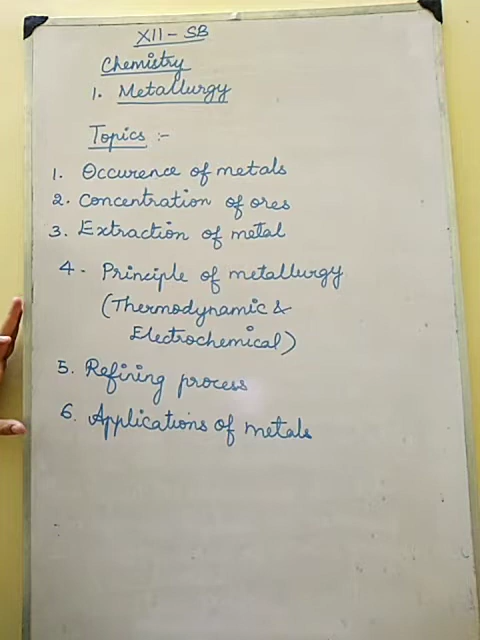 XII - SB
Chemistry
1. Metallurgy
Topics :-
1. Occurence of metals
2. Concentration of ores
3. Extraction of metal
4. Principle of metallurgy
(Thermodynamic &
Electrochemical)
5. Refining process
6. Applications of metals